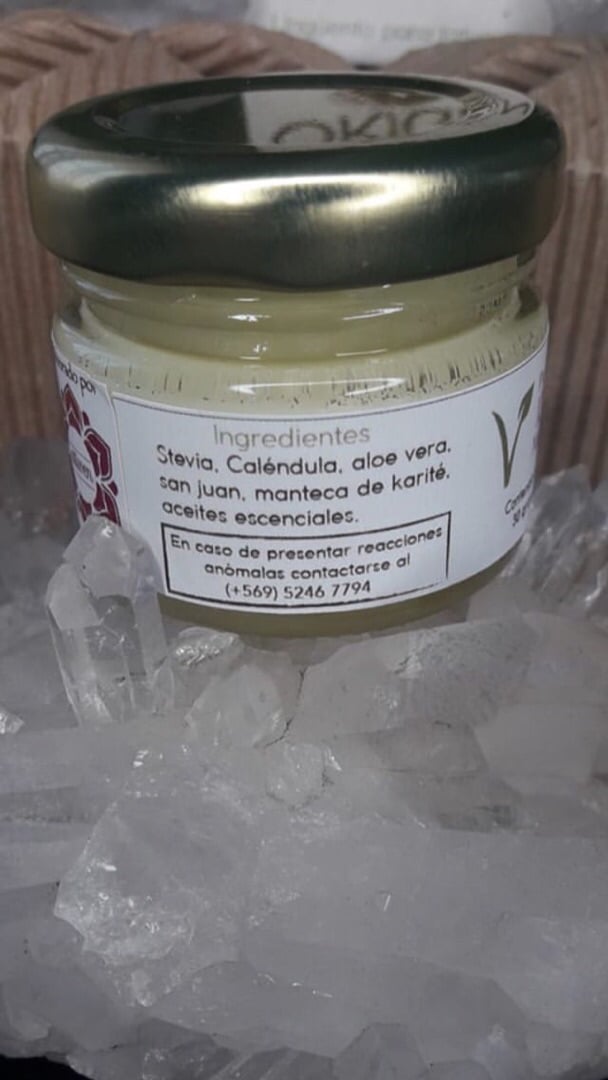 Ingredientes
Stevia, Caléndula, aloe vera,
san juan, manteca de karité,
aceites escenciales.
En caso de presentar reacciones
anómalas contactarse al
(+569) 5246 7794